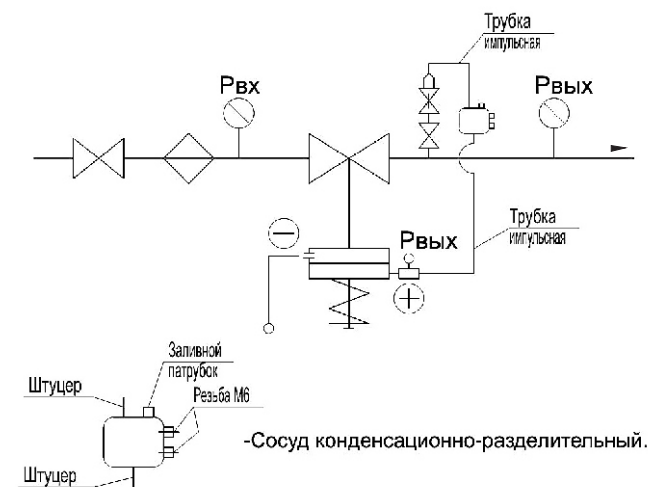 Трубка
импульсная
Рвх
Рвых
Трубка
импульсная
Рвых
Заливной
патрубок
Штуцер
Резьба М6
-Сосуд конденсационно-разделительный.
Штуцер